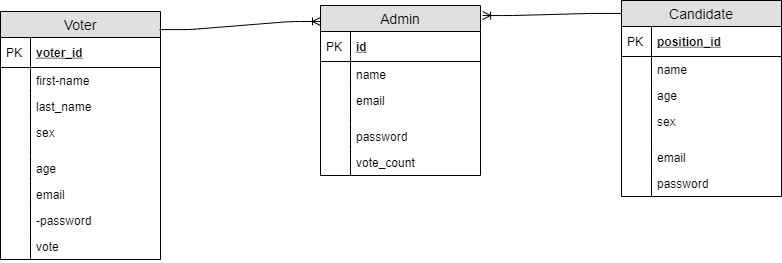 Voter
PK voter_id
first-name
last_name
sex
age
email
-password
vote
Admin
PK id
name
email
password
vote_count
Candidate
PK position_id
name
age
sex
email
password